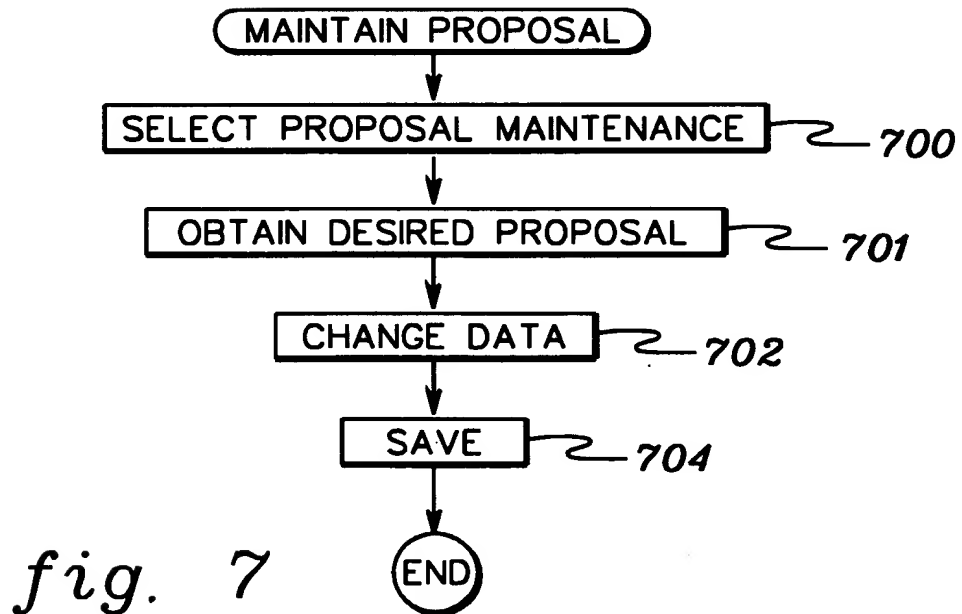 MAINTAIN PROPOSAL
SELECT PROPOSAL MAINTENANCE
700
OBTAIN DESIRED PROPOSAL
701
CHANGE DATA
702
SAVE
704
END
fig. 7